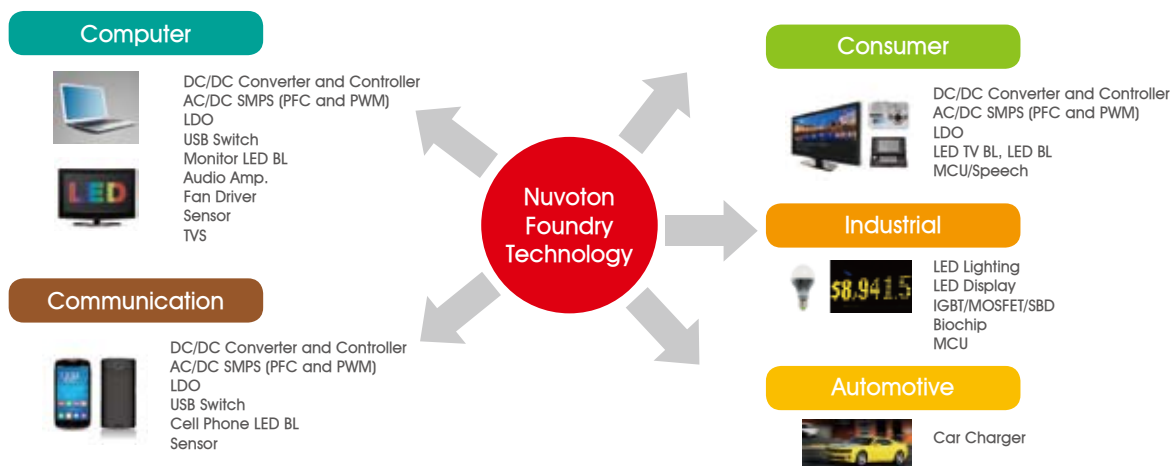 Computer
DC/DC Converter and Controller
AC/DC SMPS (PFC and PWM)
LDO
USB Switch
Monitor LED BL
Audio Amp.
Fan Driver
Sensor
TVS
LED
Communication
DC/DC Converter and Controller
AC/DC SMPS (PFC and PWM)
LDO
USB Switch
Cell Phone LED BL
Sensor
Nuvoton
Foundry
Technology
Consumer
DC/DC Converter and Controller
AC/DC SMPS (PFC and PWM)
LDO
LED TV BL, LED BL
MCU/Speech
Industrial
LED Lighting
LED Display
IGBT/MOSFET/SBD
Biochip
MCU
$8,941.5
Automotive
Car Charger